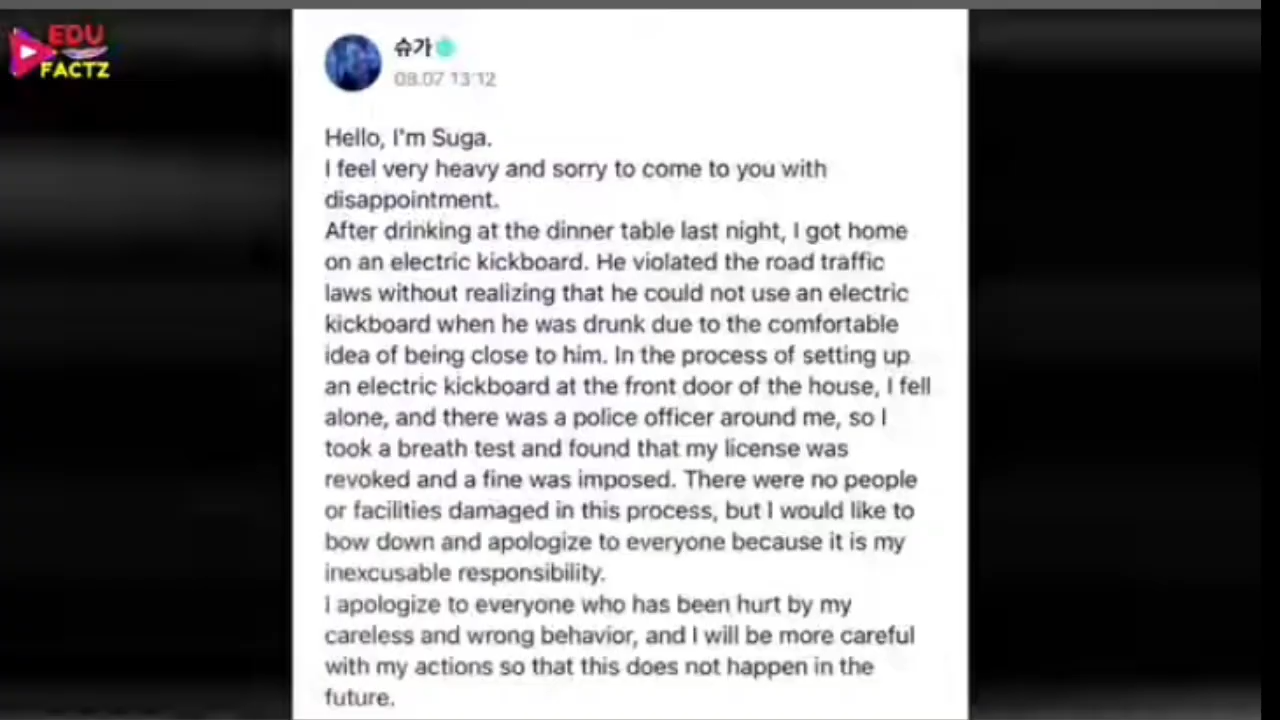 EDU
FACTZ
슈가
08.07 13:12
Hello, I'm Suga.
I feel very heavy and sorry to come to you with
disappointment.
After drinking at the dinner table last night, I got home
on an electric kickboard. He violated the road traffic
laws without realizing that he could not use an electric
kickboard when he was drunk due to the comfortable
idea of being close to him. In the process of setting up
an electric kickboard at the front door of the house, I fell
alone, and there was a police officer around me, so I
took a breath test and found that my license was
revoked and a fine was imposed. There were no people
or facilities damaged in this process, but I would like to
bow down and apologize to everyone because it is my
inexcusable responsibility.
I apologize to everyone who has been hurt by my
careless and wrong behavior, and I will be more careful
with my actions so that this does not happen in the
future.